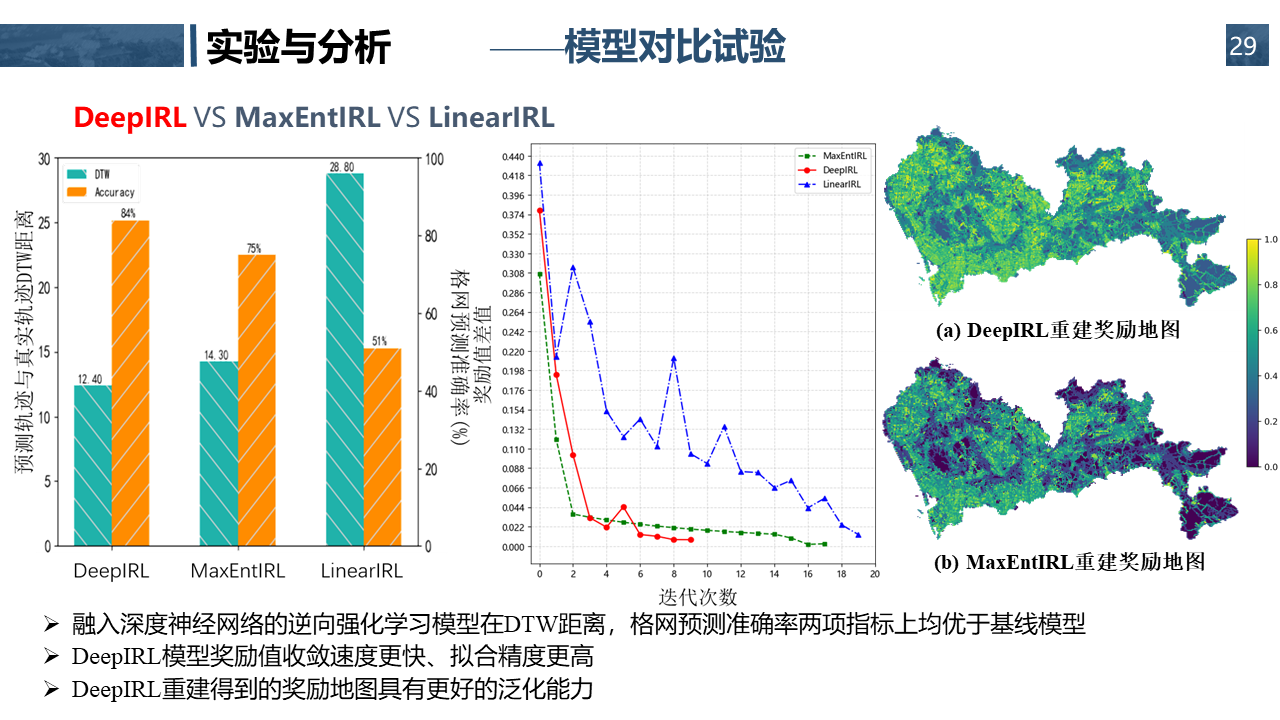 实验与分析
——模型对比试验
29
DeepIRL VS MaxEntIRL VS LinearIRL
预测轨迹与真实轨迹DTW距离
30
25
20
15
10
5
0
DTW
Accuracy
12.40
84%
14.30
75%
28.80
51%
100
80
60
40
20
0
格网预测准确率 (%)
DeepIRL
MaxEntIRL
LinearIRL
奖励值差值
0.440
0.418
0.396
0.374
0.352
0.330
0.308
0.286
0.264
0.242
0.220
0.198
0.176
0.154
0.132
0.110
0.088
0.066
0.044
0.022
0.000
MaxEntIRL
DeepIRL
LinearIRL
0 2 4 6 8 10 12 14 16 18 20
迭代次数
(a) DeepIRL重建奖励地图
1.0
0.8
0.6
0.4
0.2
0.0
(b) MaxEntIRL重建奖励地图
➢ 融入深度神经网络的逆向强化学习模型在DTW距离，格网预测准确率两项指标上均优于基线模型
➢ DeepIRL模型奖励值收敛速度更快、拟合精度更高
➢ DeepIRL重建得到的奖励地图具有更好的泛化能力